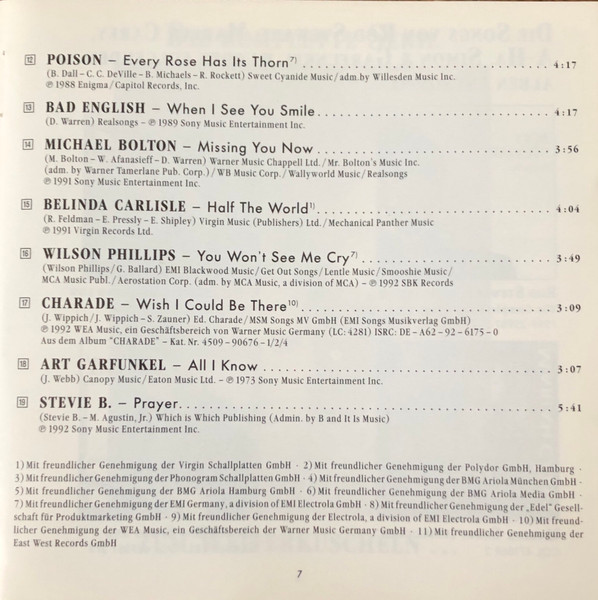 12 POISON – Every Rose Has Its Thorn7) 4:17
(B. Dall – C. C. DeVille – B. Michaels – R. Rockett) Sweet Cyanide Music / adm. by Willesden Music Inc.
℗ 1988 Enigma / Capitol Records, Inc.
13 BAD ENGLISH – When I See You Smile 4:17
(D. Warren) Realsongs – ℗ 1989 Sony Music Entertainment Inc.
14 MICHAEL BOLTON – Missing You Now 3:56
(M. Bolton – W. Afanasieff – D. Warren) Warner Music Chappell Ltd. / Mr. Bolton's Music Inc.
(adm. by Warner Tamerlane Pub. Corp.) / WB Music Corp. / Wallyworld Music / Realsongs
℗ 1991 Sony Music Entertainment Inc.
15 BELINDA CARLISLE – Half The World1) 4:04
(R. Feldman – E. Pressly – E. Shipley) Virgin Music (Publishers) Ltd. / Mechanical Panther Music
℗ 1991 Virgin Records Ltd.
16 WILSON PHILLIPS – You Won't See Me Cry7) 3:49
(Wilson Phillips / G. Ballard) EMI Blackwood Music / Get Out Songs / Lentle Music / Smooshie Music /
MCA Music Publ. / Aerostation Corp. (adm. by MCA Music, a division of MCA) – ℗ 1992 SBK Records
17 CHARADE – Wish I Could Be There10) 3:09
(J. Wippich / J. Wippich – S. Zauner) Ed. Charade / MSM Songs MV GmbH (EMI Songs Musikverlag GmbH)
℗ 1992 WEA Music, ein Geschäftsbereich von Warner Music Germany (LC: 4281) ISRC: DE – A62 – 92 – 6175 – 0
Aus dem Album "CHARADE" – Kat. Nr. 4509 – 90676 – 1/2/4
18 ART GARFUNKEL – All I Know 3:07
(J. Webb) Canopy Music / Eaton Music Ltd. – ℗ 1973 Sony Music Entertainment Inc.
19 STEVIE B. – Prayer 5:41
(Stevie B. – M. Agustin, Jr.) Which is Which Publishing (Admin. by B and It Is Music)
℗ 1992 Sony Music Entertainment Inc.
1) Mit freundlicher Genehmigung der Virgin Schallplatten GmbH · 2) Mit freundlicher Genehmigung der Polydor GmbH, Hamburg ·
3) Mit freundlicher Genehmigung der Phonogram Schallplatten GmbH · 4) Mit freundlicher Genehmigung der BMG Ariola München GmbH ·
5) Mit freundlicher Genehmigung der BMG Ariola Hamburg GmbH · 6) Mit freundlicher Genehmigung der BMG Ariola Media GmbH ·
7) Mit freundlicher Genehmigung der EMI Germany, a division of EMI Electrola GmbH · 8) Mit freundlicher Genehmigung der „Edel" Gesell-
schaft für Produktmarketing GmbH · 9) Mit freundlicher Genehmigung der Electrola, a division of EMI Electrola GmbH · 10) Mit freund-
licher Genehmigung der WEA Music, ein Geschäftsbereich der Warner Music Germany GmbH · 11) Mit freundlicher Genehmigung der
East West Records GmbH
7